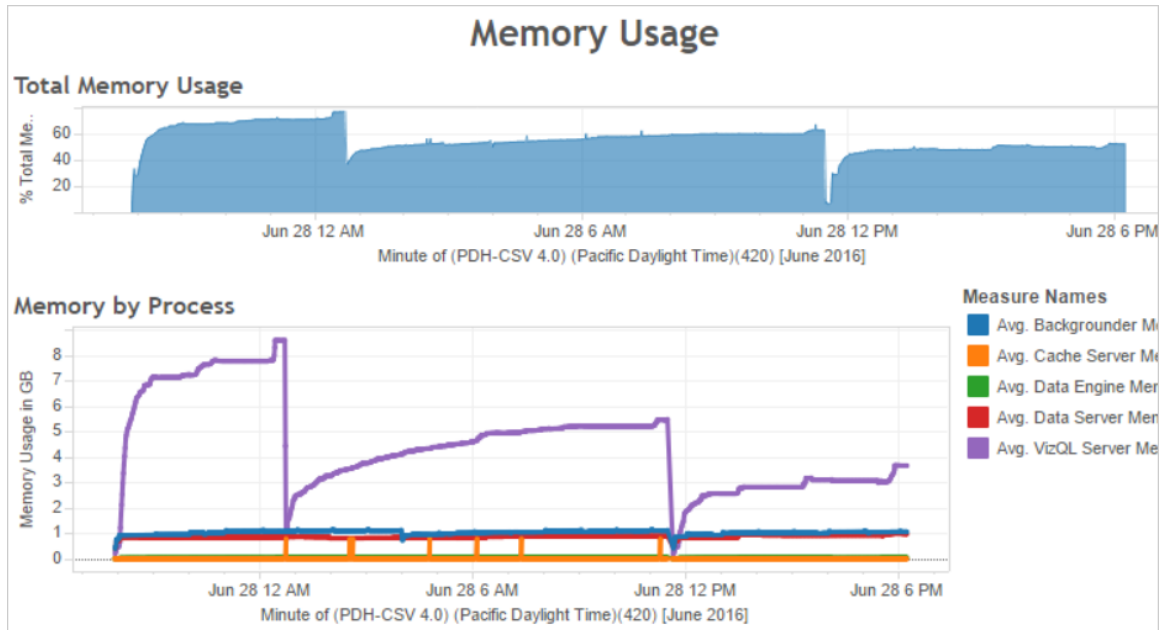 Memory Usage
Total Memory Usage
% Total Me..
60
40
20
Jun 28 12 AM
Jun 28 6 AM
Jun 28 12 PM
Jun 28 6 PM
Minute of (PDH-CSV 4.0) (Pacific Daylight Time)(420) [June 2016]
Memory by Process
Memory Usage in GB
8
7
6
5
4
3
2
1
0
Jun 28 12 AM
Jun 28 6 AM
Jun 28 12 PM
Jun 28 6 PM
Minute of (PDH-CSV 4.0) (Pacific Daylight Time)(420) [June 2016]
Measure Names
Avg. Backgrounder M
Avg. Cache Server Me
Avg. Data Engine Mer
Avg. Data Server Men
Avg. VizQL Server Me